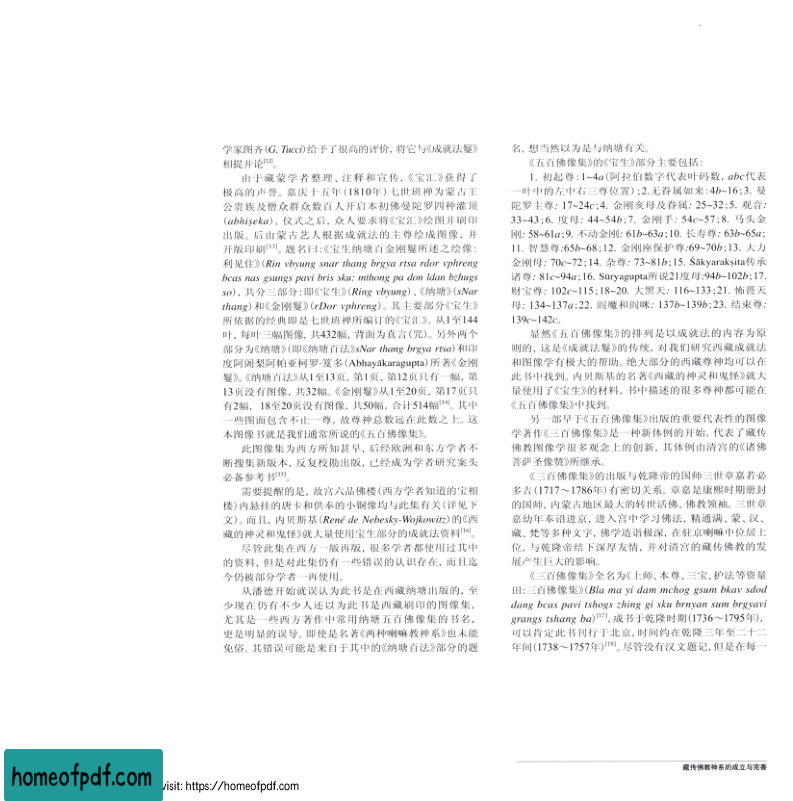 学家图齐(G. Tucci)给予了很高的评价, 将它与《成就法鬘》
相提并论[12]。
由于藏蒙学者整理、注释和宣传, 《宝汇》获得了
极高的声誉。嘉庆十五年(1810年)七世班禅为蒙古王
公贵族及僧众群众数百人开启本初佛曼陀罗四种灌顶
(abhiṣeka)。仪式之后, 众人要求将《宝汇》绘图并刷印
出版。后由蒙古艺人根据成就法的主尊绘成图像, 并
开版印刷[13]。题名曰:《宝生纳塘百金刚鬘所述之绘像:
利见住》(Rin vbyung snar thang brgya rtsa rdor vphreng
bcas nas gsungs pavi bris sku: mthong pa don ldan bzhugs
so), 共分三部分:即《宝生》(Ring vbyung)、《纳塘》(sNar
thang)和《金刚鬘》(rDor vphreng)。其主要部分《宝生》
所依据的经典即是七世班禅所编订的《宝汇》。从1至144
叶, 每叶三幅图像, 共432幅, 背面为真言(咒)。另外两个
部分为《纳塘》(即《纳塘百法》sNar thang brgya rtsa)和印
度阿阇梨阿帕亚柯罗·笈多(Abhayākaragupta)所著《金刚
鬘》。《纳塘百法》从1至13页, 第1页、第12页只有一幅, 第
13页没有图像, 共32幅。《金刚鬘》从1至20页, 第17页只
有2幅, 18至20页没有图像, 共50幅, 合计514幅[14]。其中
一些图面包含不止一尊, 故尊神总数远在此数之上。这
本图像书就是我们通常所说的《五百佛像集》。
此图像集为西方所知甚早, 后经欧洲和东方学者不
断搜集新版本, 反复校勘出版, 已经成为学者研究案头
必备参考书[15]。
需要提醒的是, 故宫六品佛楼(西方学者知道的宝相
楼)内悬挂的唐卡和供奉的小铜像均与此集有关(详见下
文)。而且, 内贝斯基(René de Nebesky-Wojkowitz)的《西
藏的神灵和鬼怪》就大量使用宝生部分的成就法资料[16]。
尽管此集在西方一版再版, 很多学者都使用过其中
的资料, 但是对此集仍有一些错误的认识存在, 而且迄
今仍被部分学者一再使用。
从潘德开始就误认为此书是在西藏纳塘出版的, 至
少现在仍有不少人还以为此书是西藏刷印的图像集,
尤其是一些西方著作中常用纳塘五百佛像集的书名,
更是明显的误导。即使是名著《两种喇嘛教神系》也未能
免俗。其错误可能是来自于其中的《纳塘百法》部分的题
名, 想当然以为是与纳塘有关。
《五百佛像集》的《宝生》部分主要包括:
1. 初起尊:1~4a(阿拉伯数字代表叶码数, abc代表
一叶中的左中右三尊位置);2.无眷属如来:4b~16;3. 曼
陀罗主尊: 17~24c;4. 金刚亥母及眷属: 25~32;5. 观音:
33~43;6. 度母: 44~54b;7. 金刚手: 54c~57;8. 马头金
刚:58~61a;9. 不动金刚:61b~63a;10. 长寿尊:63b~65a;
11. 智慧尊:65b~68;12. 金刚座保护尊:69~70b;13. 大力
金刚母: 70c~72;14. 杂尊: 73~81b;15. Śākyarakṣita传承
诸尊: 81c~94a;16. Sūryagupta所说21度母:94b~102b;17.
财宝尊: 102c~115;18~20. 大黑天: 116~133;21. 怖畏天
母: 134~137a;22. 阎魔和阎咪: 137b~139b;23. 结束尊:
139c~142c。
显然《五百佛像集》的排列是以成就法的内容为原
则的, 这是《成就法鬘》的传统, 对我们研究西藏成就法
和图像学有极大的帮助。绝大部分的西藏尊神均可以在
此书中找到。内贝斯基的名著《西藏的神灵和鬼怪》就大
量使用了《宝生》的材料, 书中描述的很多尊神都可能在
《五百佛像集》中找到。
另一部早于《五百佛像集》出版的重要代表性的图像
学著作《三百佛像集》是一种新体例的开始, 代表了藏传
佛教图像学很多观念上的创新, 其体例由清宫的《诸佛
菩萨圣像赞》所继承。
《三百佛像集》的出版与乾隆帝的国师三世章嘉若必
多吉(1717～1786年)有密切关系。章嘉是康熙时期册封
的国师, 内蒙古地区最大的转世活佛、佛教领袖。三世章
嘉幼年奉诏进京, 进入宫中学习佛法, 精通满、蒙、汉、
藏、梵等多种文字, 佛学造诣极深, 在驻京喇嘛中位居上
位, 与乾隆帝结下深厚友情, 并对清宫的藏传佛教的发
展产生巨大的影响。
《三百佛像集》全名为《上师、本尊、三宝、护法等资量
田:三百佛像集》(Bla ma yi dam mchog gsum bkav sdod
dang bcas pavi tshogs zhing gi sku brnyan sum brgyavi
grangs tshang ba)[17], 成书于乾隆时期(1736～1795年),
可以肯定此书刊行于北京, 时间约在乾隆三年至二十二
年间(1738～1757年)[18]。尽管没有汉文题记, 但是在每一
藏传佛教神系的成立与完善
homeofpdf.com
visit: https://homeofpdf.com